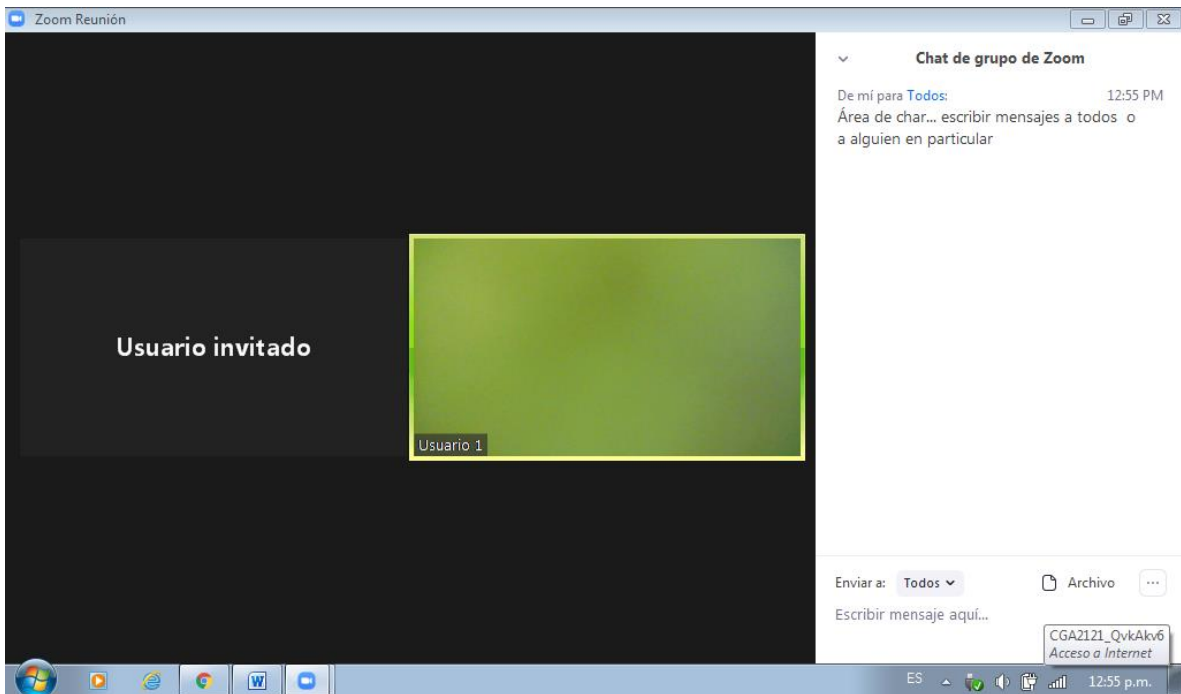 Zoom Reunión
Chat de grupo de Zoom
De mí para Todos: 12:55 PM
Área de char... escribir mensajes a todos o
a alguien en particular
Usuario invitado
Usuario 1
Enviar a: Todos Archivo ...
Escribir mensaje aquí...
CGA2121_QvkAkv6
Acceso a Internet
W
ES 12:55 p.m.